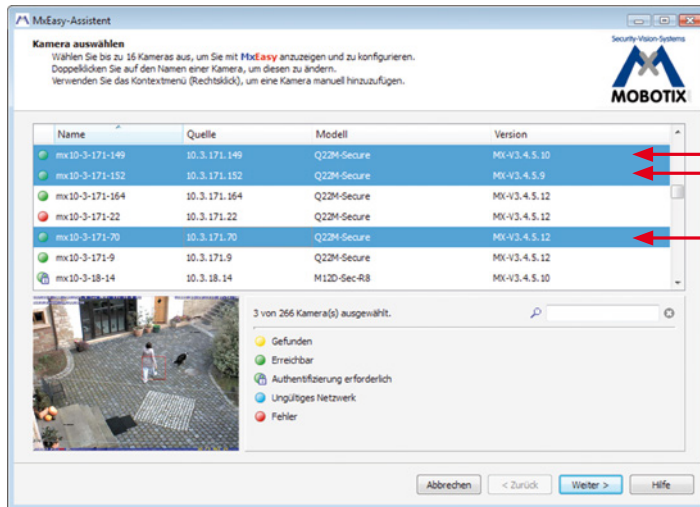 MxEasy-Assistent
Kamera auswählen
Wählen Sie bis zu 16 Kameras aus, um Sie mit MxEasy anzuzeigen und zu konfigurieren.
Doppelklicken Sie auf den Namen einer Kamera, um diesen zu ändern.
Verwenden Sie das Kontextmenü (Rechtsklick), um eine Kamera manuell hinzuzufügen.
Security-Vision-Systems
MOBOTIX
Name Quelle Modell Version
mx10-3-171-149 10.3.171.149 Q22M-Secure MX-V3.4.5.10
mx10-3-171-152 10.3.171.152 Q22M-Secure MX-V3.4.5.9
mx10-3-171-164 10.3.171.164 Q22M-Secure MX-V3.4.5.12
mx10-3-171-22 10.3.171.22 Q22M-Secure MX-V3.4.5.12
mx10-3-171-70 10.3.171.70 Q22M-Secure MX-V3.4.5.12
mx10-3-171-9 10.3.171.9 Q22M-Secure MX-V3.4.5.12
mx10-3-18-14 10.3.18.14 M12D-Sec-R8 MX-V3.4.5.10
3 von 266 Kamera(s) ausgewählt.
Gefunden
Erreichbar
Authentifizierung erforderlich
Ungültiges Netzwerk
Fehler
Abbrechen < Zurück Weiter > Hilfe